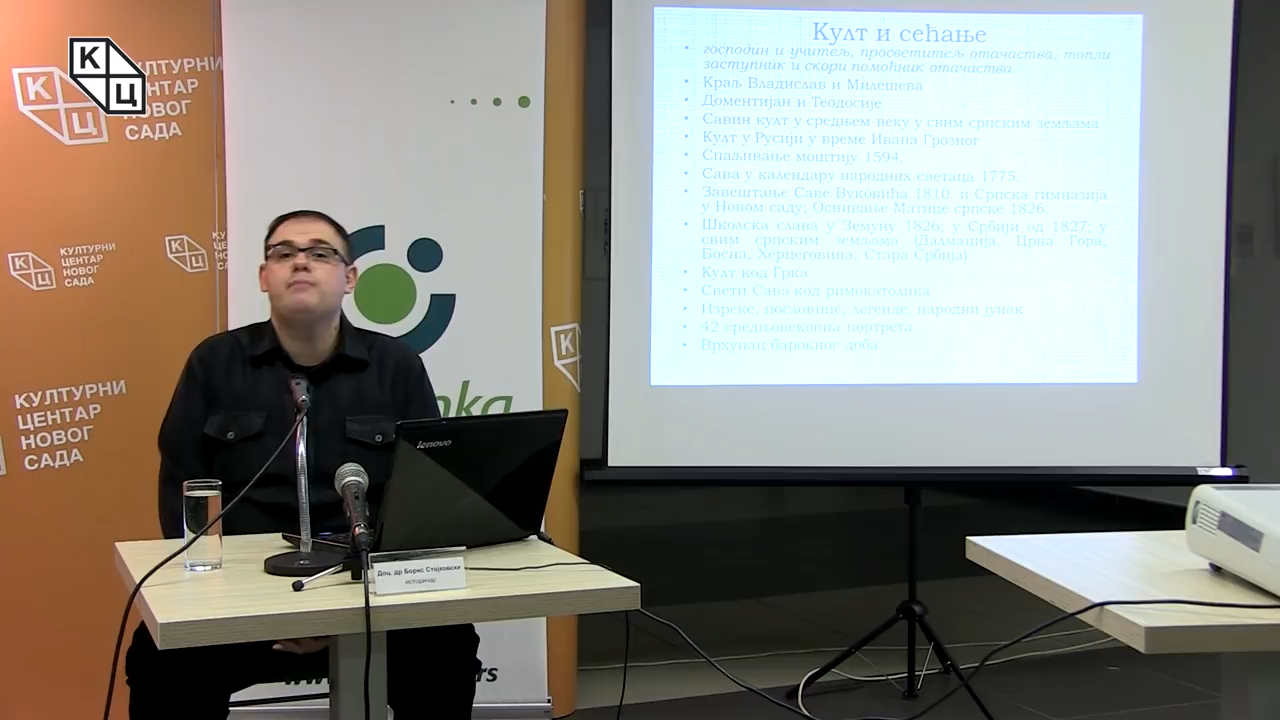 К
Ц
КУЛТУРНИ
ЦЕНТАР
НОВОГ
САДА
КУЛТУРНИ
ЦЕНТАР
НОВОГ
САДА
КУЛТУРНИ
ЦЕНТАР
НОВОГ
САДА
К
Култ и сећање
• господин и учитељ, просветитељ отачаства, топли
заступник и скори помоћник отачаства
• Краљ Владислав и Милешева
• Доментијан и Теодосије
• Савин култ у средњем веку у свим српским земљама
• Култ у Русији у време Ивана Грозног
• Спаљивање моштију 1594.
• Сава у календару народних светаца 1775.
• Завештање Саве Вуковића 1810. и Српска гимназија
у Новом саду; Оснивање Матице српске 1826.
• Школска слава у Земуну 1826; у Србији од 1827; у
свим српским земљама (Далмација, Црна Гора,
Босна, Херцеговина, Стара Србија)
• Култ код Грка
• Свети Сава код римокатолика
• Изреке, пословице, легенде, народни јунак
• 42 средњовековна портрета
• Врхунац барокног доба
lenovo
Доц. др Борис Стојковски
историчар